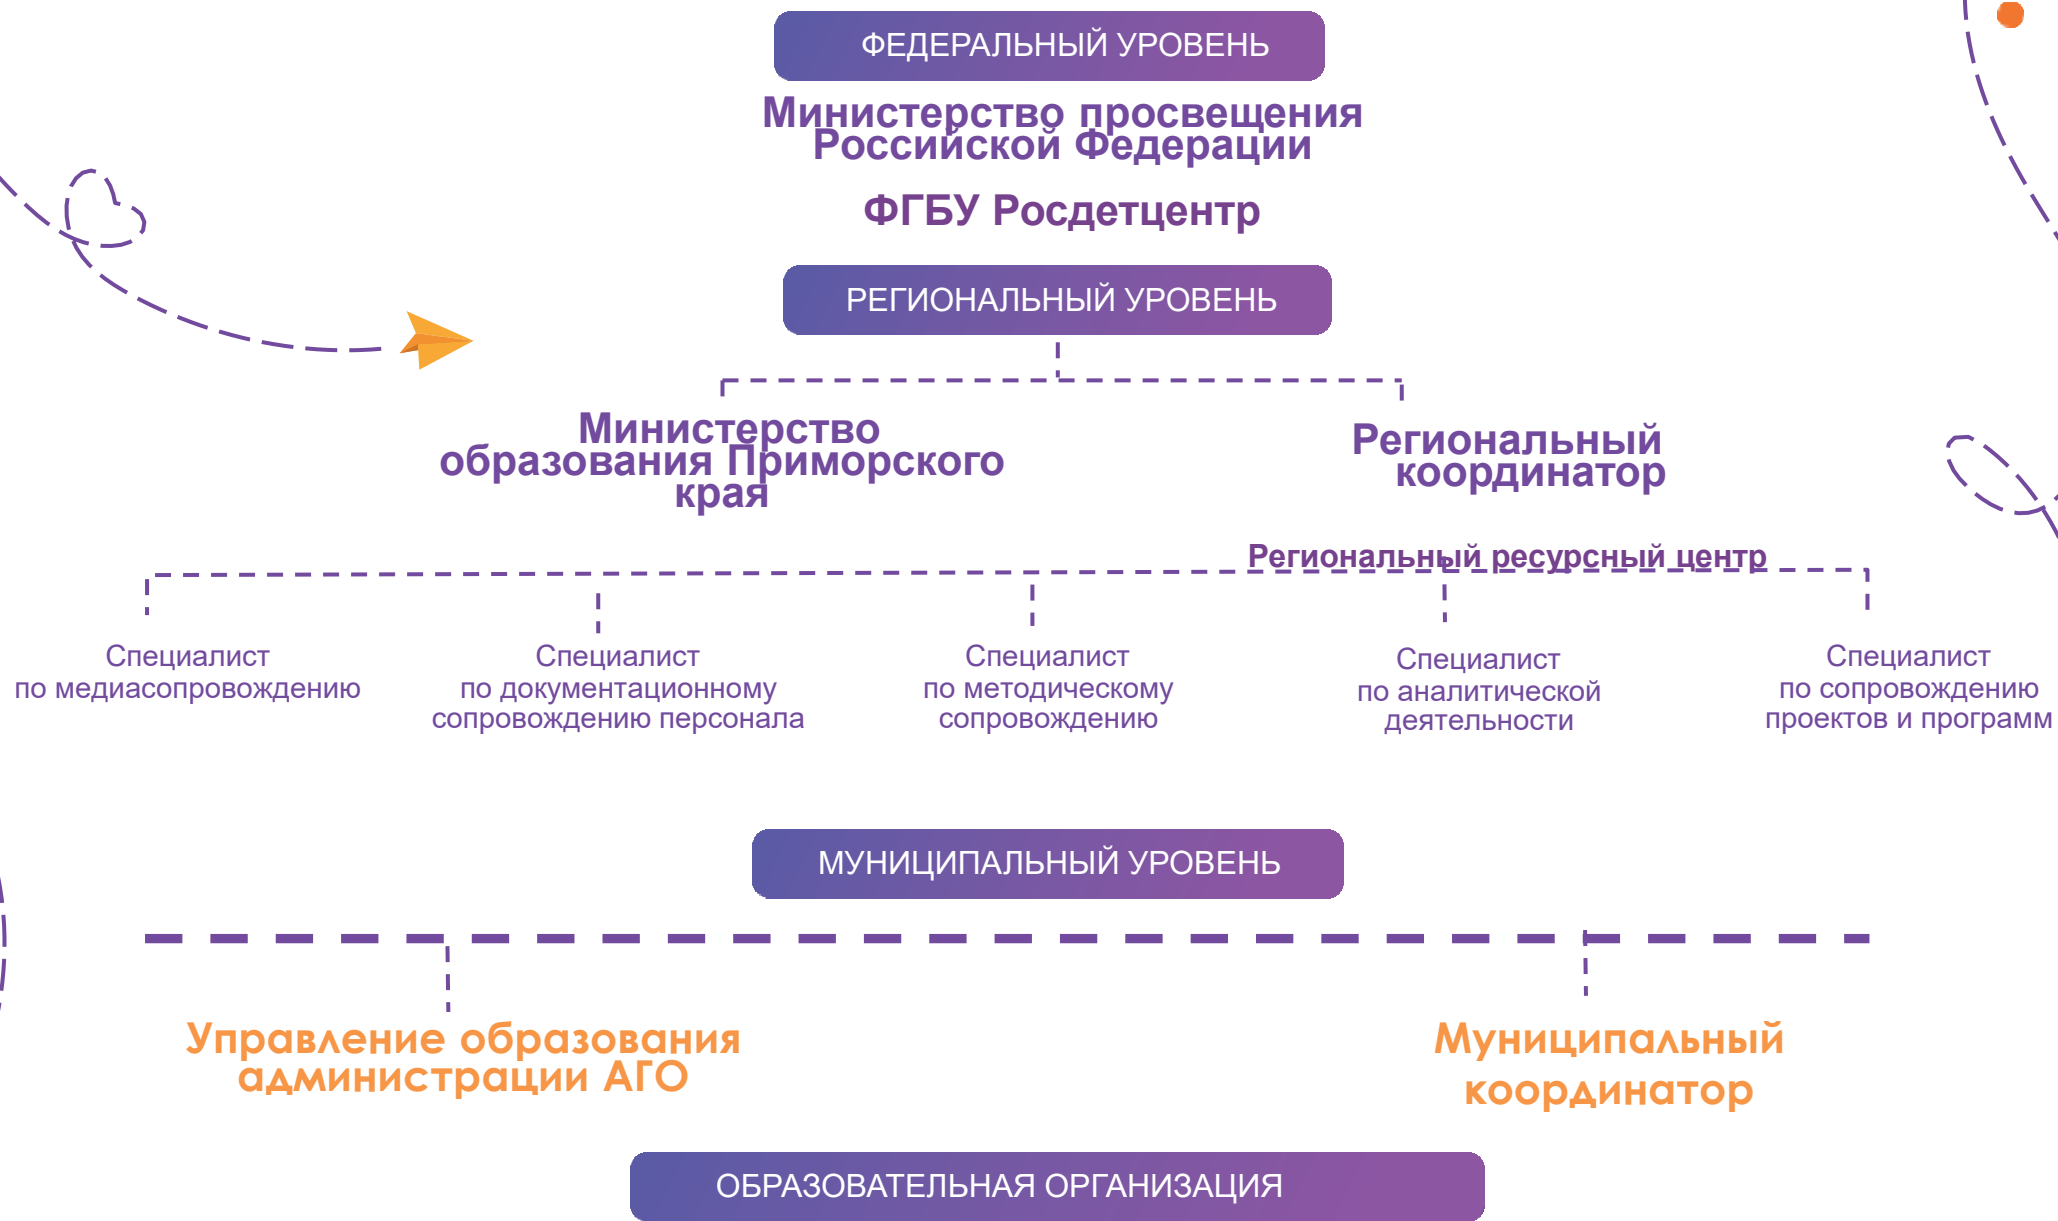 ФЕДЕРАЛЬНЫЙ УРОВЕНЬ
Министерство просвещения
Российской Федерации
ФГБУ Росдетцентр
РЕГИОНАЛЬНЫЙ УРОВЕНЬ
Министерство
образования Приморского
края
Региональный
координатор
Региональный ресурсный центр
Специалист
по медиасопровождению
Специалист
по документационному
сопровождению персонала
Специалист
по методическому
сопровождению
Специалист
по аналитической
деятельности
Специалист
по сопровождению
проектов и программ
МУНИЦИПАЛЬНЫЙ УРОВЕНЬ
Управление образования
администрации АГО
Муниципальный
координатор
ОБРАЗОВАТЕЛЬНАЯ ОРГАНИЗАЦИЯ